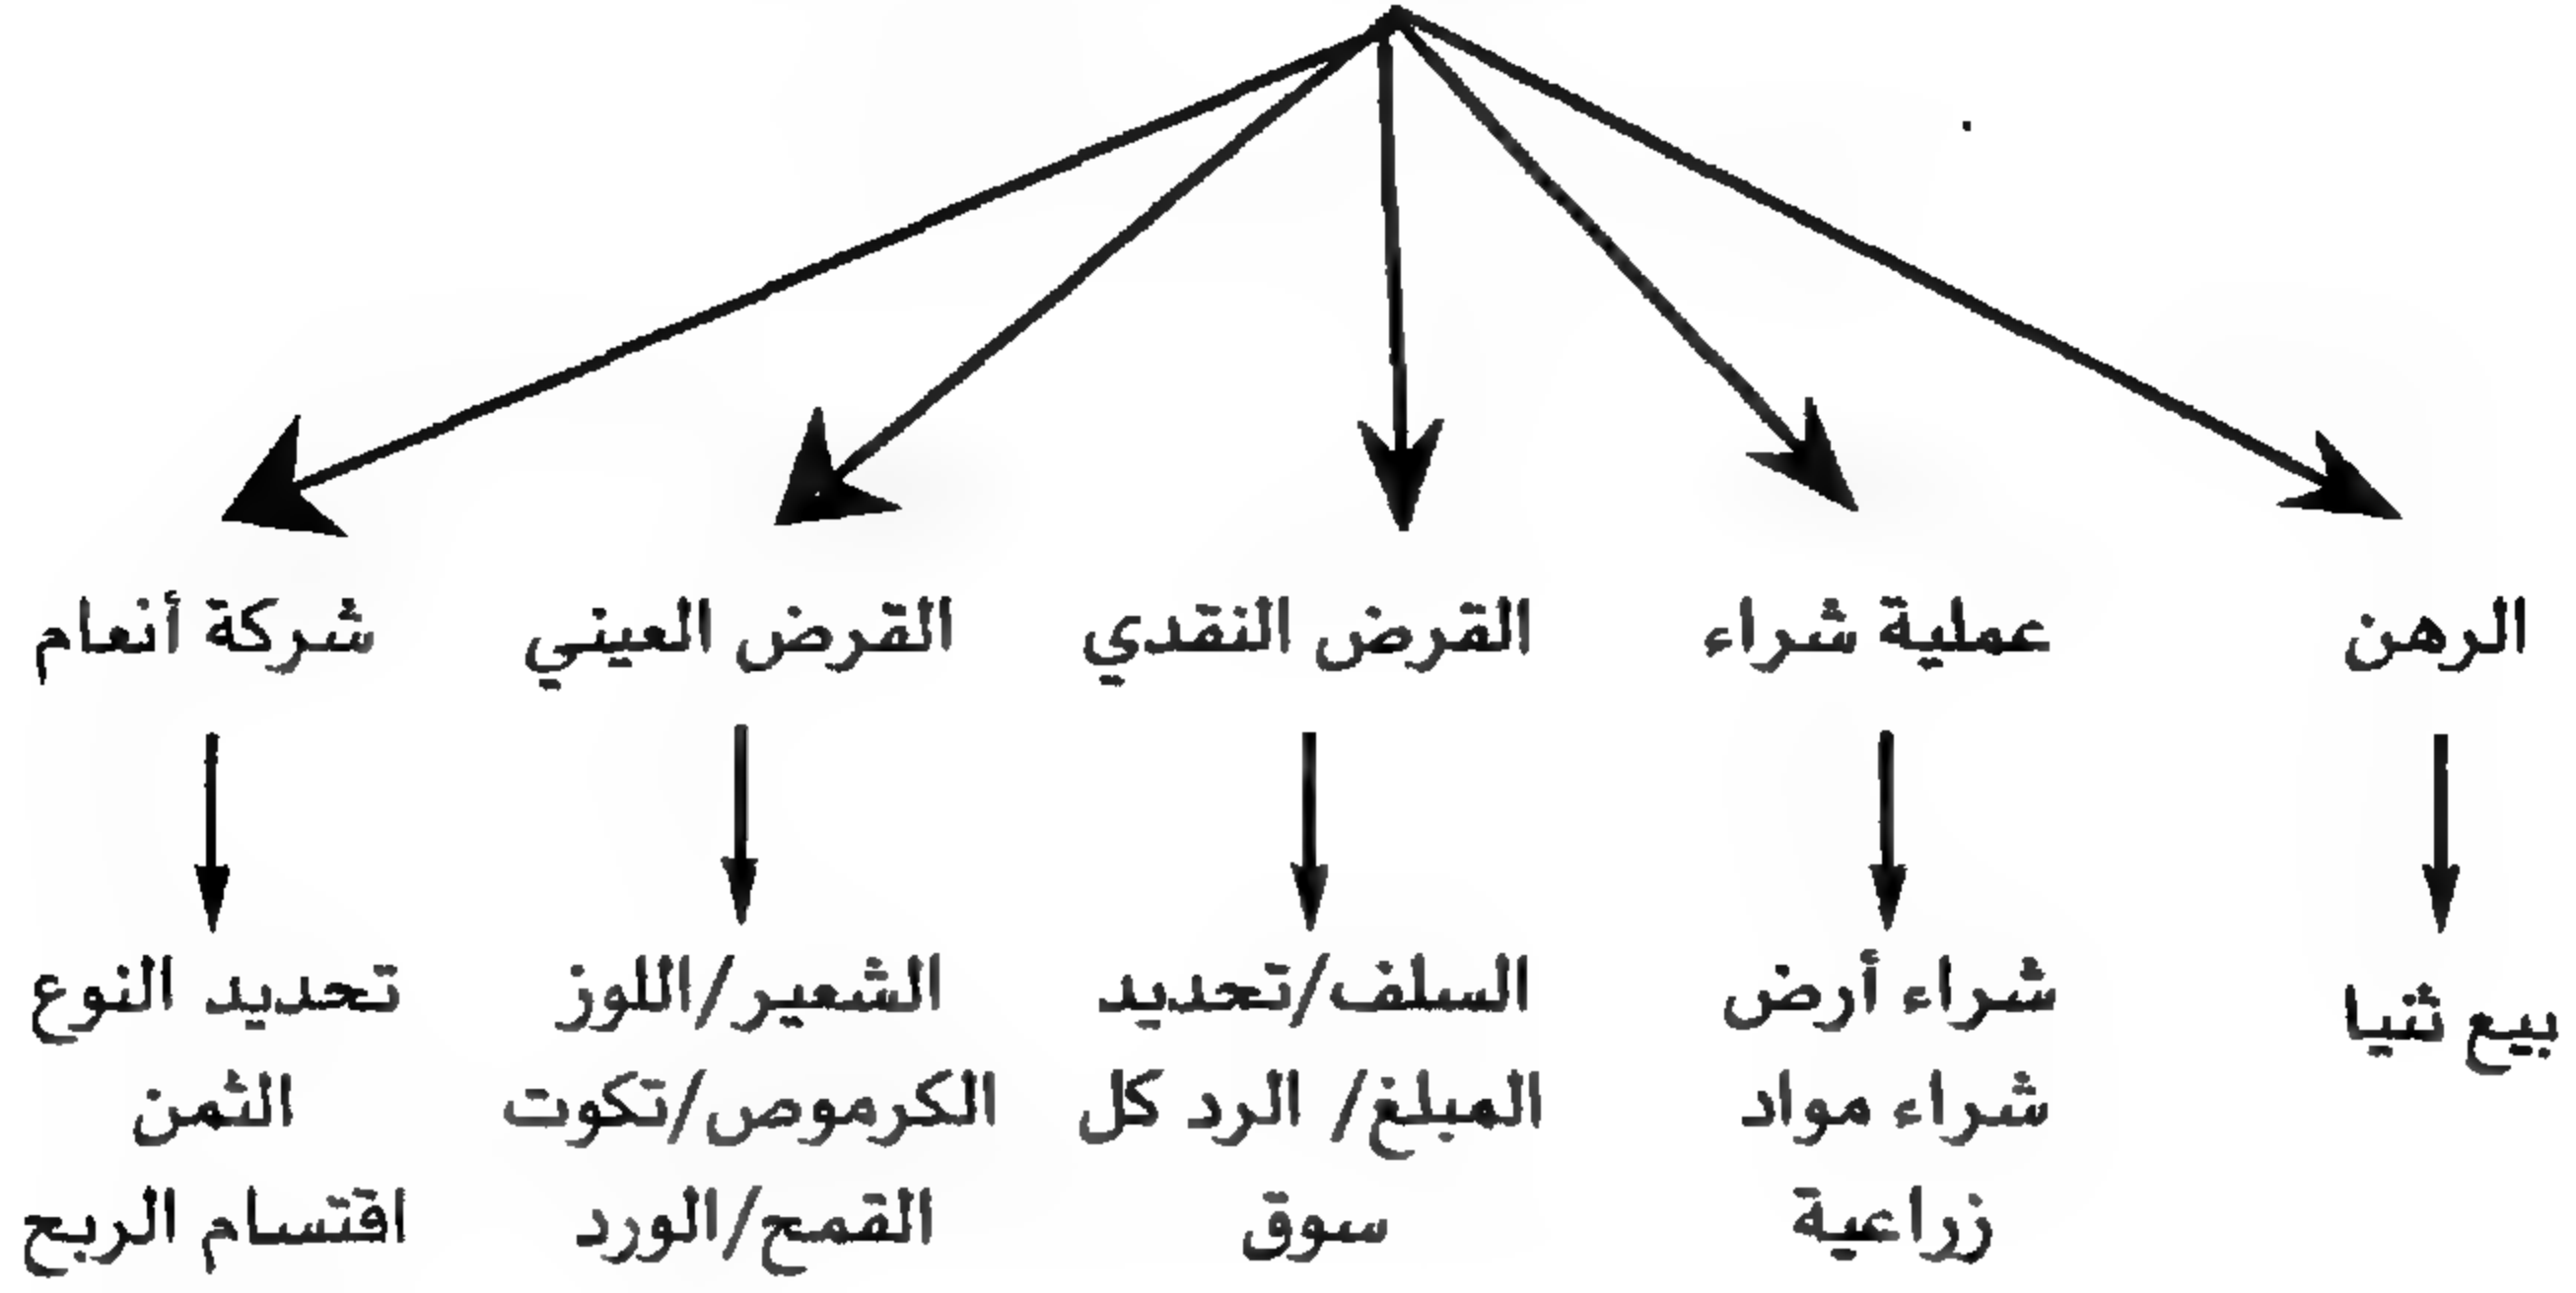 الرهن
عملية شراء
القرض النقدي
القرض العيني
شركة أنعام
بيع ثنيا
شراء أرض
شراء مواد
زراعية
السلف/تحديد
المبلغ/ الرد كل
سوق
الشعير/اللوز
الكرموص/تكوت
القمح/الورد
تحديد النوع
الثمن
اقتسام الربح